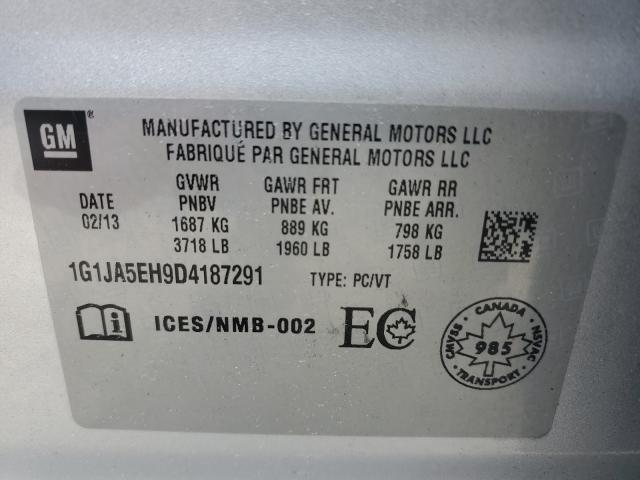 GM®
MANUFACTURED BY GENERAL MOTORS LLC
FABRIQUÉ PAR GENERAL MOTORS LLC
DATE
02/13
GVWR
PNBV
1687 KG
3718 LB
GAWR FRT
PNBE AV.
889 KG
1960 LB
GAWR RR
PNBE ARR.
798 KG
1758 LB
1G1JA5EH9D4187291 TYPE: PC/VT
i ICES/NMB-002 EC
CANADA
CMVSS
NSVAC
985
TRANSPORT